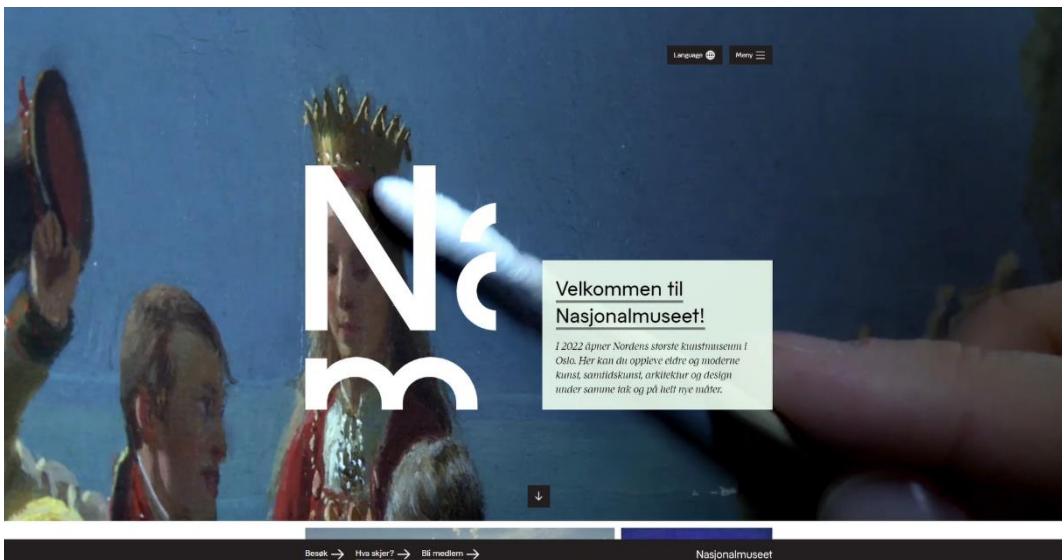 Language
Meny
Na
m
Velkommen til
Nasjonalmuseet!
I 2022 åpner Nordens største kunstmuseum i
Oslo. Her kan du oppleve eldre og moderne
kunst, samtidskunst, arkitektur og design
under samme tak og på helt nye måter.
Besøk → Hva skjer? → Bli medlem →
Nasjonalmuseet